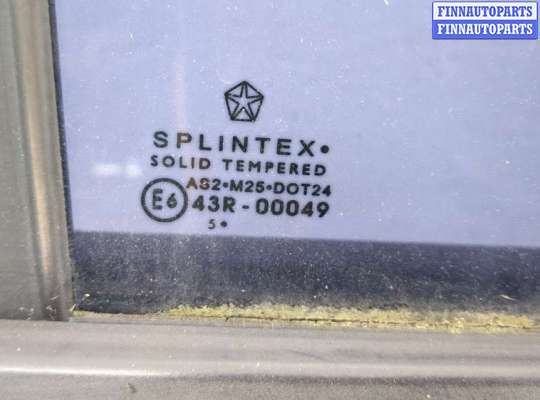 FINNAUTOPARTS
FINNAUTOPARTS
SPLINTEX•
SOLID TEMPERED
AS2•M25•DOT24
E6 43R-00049
5•